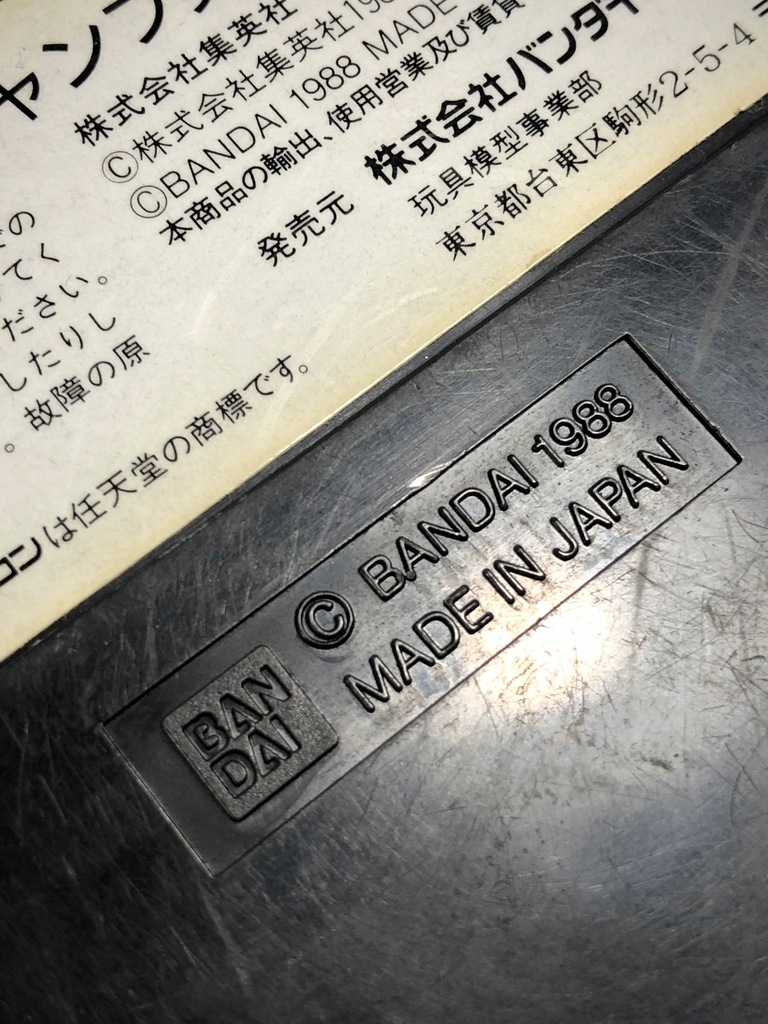 ャンプ
株式会社集英社
©株式会社集英社19
©BANDAI 1988 MADE
本商品の輸出、使用営業及び賃貸
発売元 株式会社バンダイ
玩具模型事業部
東京都台東区駒形2-5-4
の
てく
ださい。
したりし
。故障の原
コンは任天堂の商標です。
© BANDAI 1988
MADE IN JAPAN
BAN
DAI